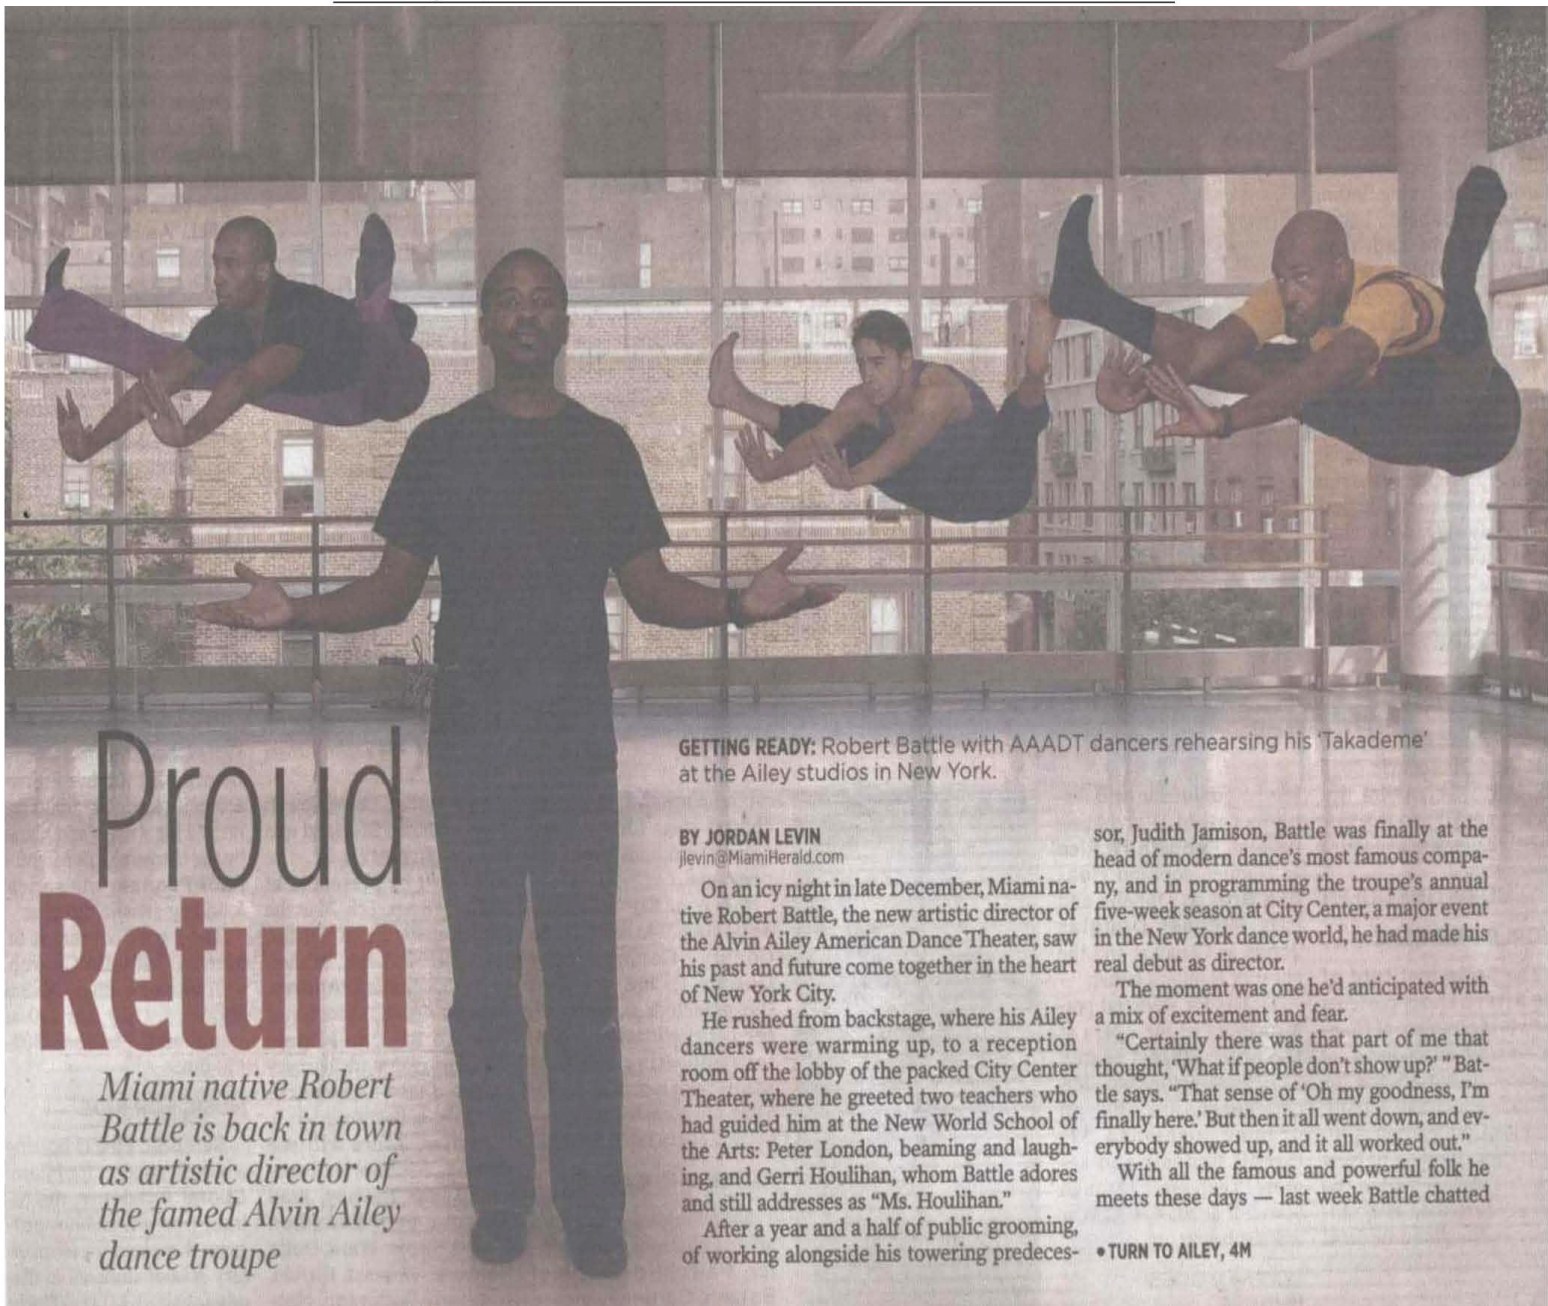 Proud
Return
Miami native Robert
Battle is back in town
as artistic director of
the famed Alvin Ailey
dance troupe
GETTING READY: Robert Battle with AAADT dancers rehearsing his 'Takademe'
at the Ailey studios in New York.
BY JORDAN LEVIN
jlevin@MiamiHerald.com
On an icy night in late December, Miami na-
tive Robert Battle, the new artistic director of
the Alvin Ailey American Dance Theater, saw
his past and future come together in the heart
of New York City.
He rushed from backstage, where his Ailey
dancers were warming up, to a reception
room off the lobby of the packed City Center
Theater, where he greeted two teachers who
had guided him at the New World School of
the Arts: Peter London, beaming and laugh-
ing, and Gerri Houlihan, whom Battle adores
and still addresses as “Ms. Houlihan.”
After a year and a half of public grooming,
of working alongside his towering predeces-
sor, Judith Jamison, Battle was finally at the
head of modern dance's most famous compa-
ny, and in programming the troupe's annual
five-week season at City Center, a major event
in the New York dance world, he had made his
real debut as director.
The moment was one he'd anticipated with
a mix of excitement and fear.
“Certainly there was that part of me that
thought, ‘What if people don't show up?’ ” Bat-
tle says. “That sense of ‘Oh my goodness, I'm
finally here.’ But then it all went down, and ev-
erybody showed up, and it all worked out.”
With all the famous and powerful folk he
meets these days — last week Battle chatted
• TURN TO AILEY, 4M